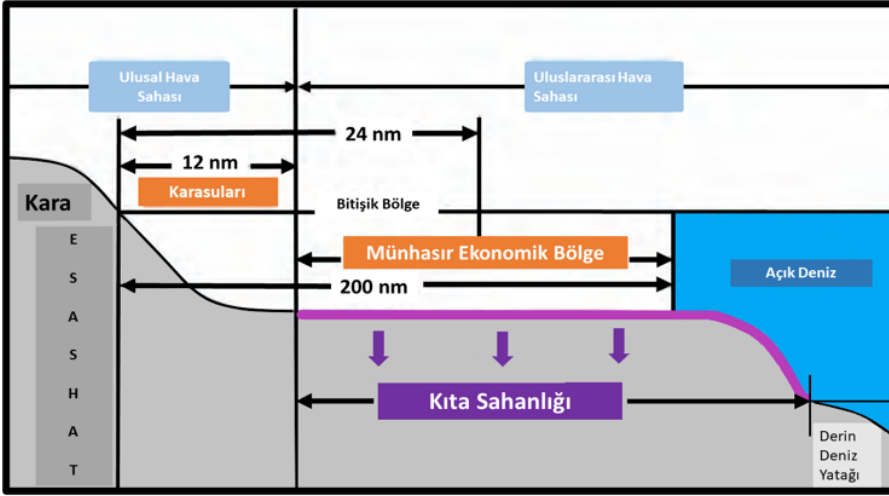 Ulusal Hava
Sahası
Uluslararası Hava
Sahası
24 nm
12 nm
Karasuları
Kara
Bitişik Bölge
E
S
A
S
H
A
T
Münhasır Ekonomik Bölge
Açık Deniz
200 nm
Kıta Sahanlığı
Derin
Deniz
Yatağı